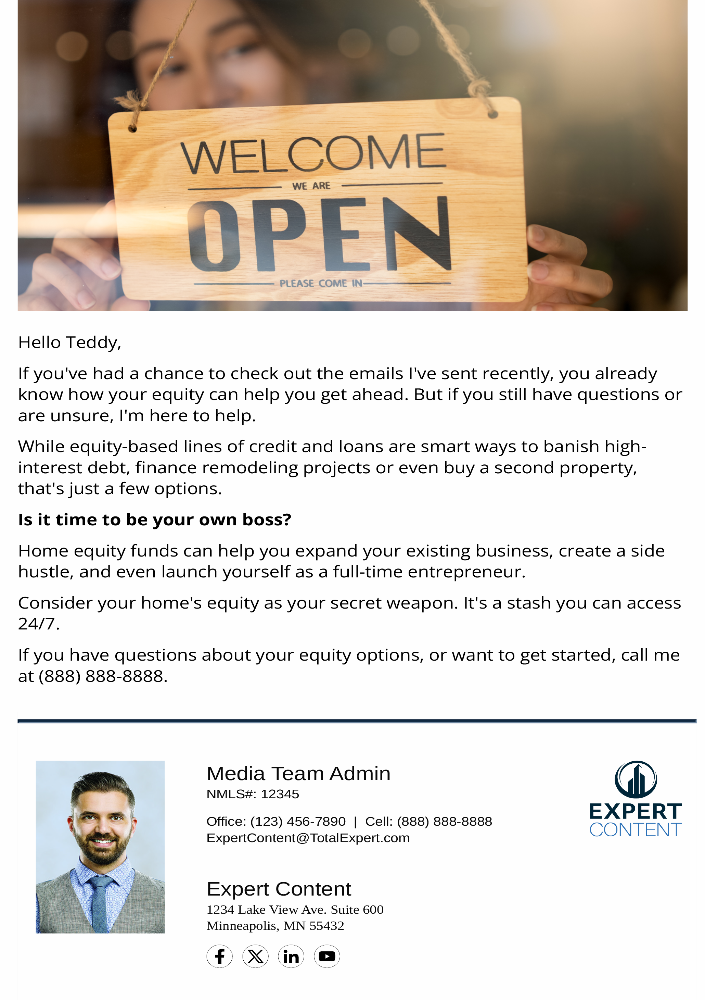 WELCOME
WE ARE
OPEN
PLEASE COME IN
Hello Teddy,
If you've had a chance to check out the emails I've sent recently, you already
know how your equity can help you get ahead. But if you still have questions or
are unsure, I'm here to help.
While equity-based lines of credit and loans are smart ways to banish high-
interest debt, finance remodeling projects or even buy a second property,
that's just a few options.
Is it time to be your own boss?
Home equity funds can help you expand your existing business, create a side
hustle, and even launch yourself as a full-time entrepreneur.
Consider your home's equity as your secret weapon. It's a stash you can access
24/7.
If you have questions about your equity options, or want to get started, call me
at (888) 888-8888.
Media Team Admin
NMLS#: 12345
Office: (123) 456-7890 | Cell: (888) 888-8888
ExpertContent@TotalExpert.com
EXPERT
CONTENT
Expert Content
1234 Lake View Ave. Suite 600
Minneapolis, MN 55432